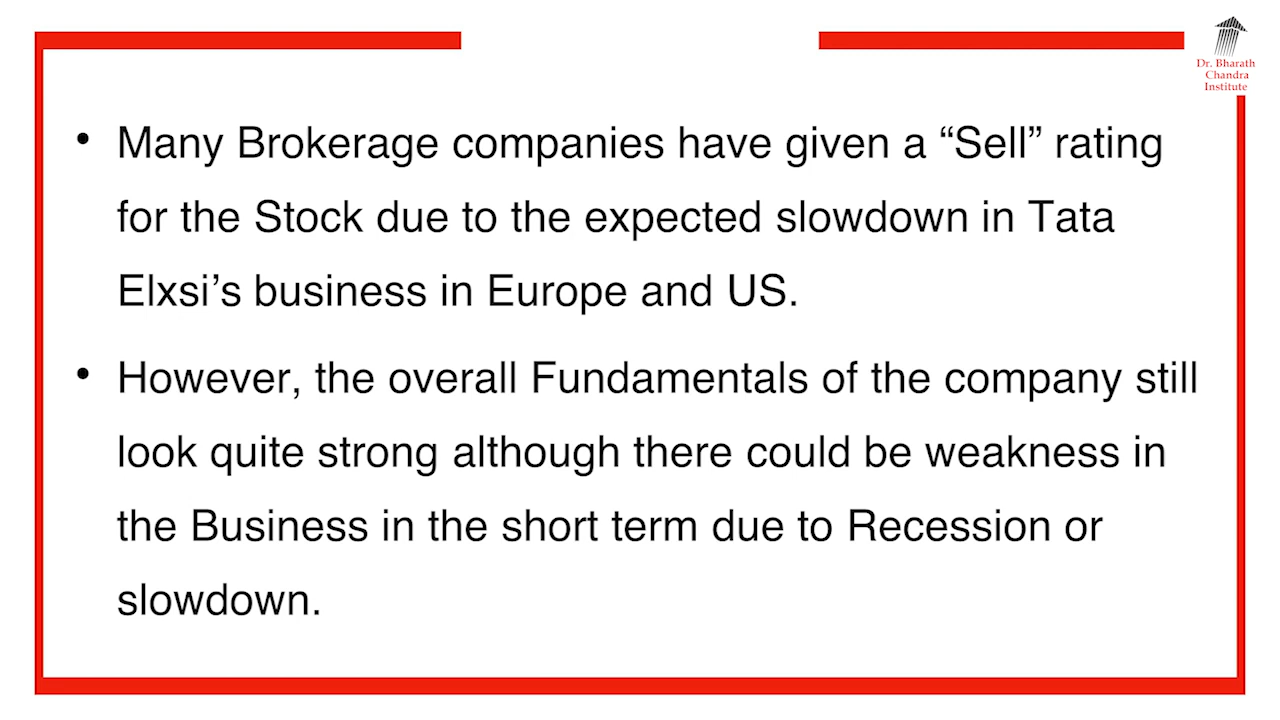 Dr. Bharath
Chandra
Institute
• Many Brokerage companies have given a “Sell” rating
for the Stock due to the expected slowdown in Tata
Elxsi’s business in Europe and US.
• However, the overall Fundamentals of the company still
look quite strong although there could be weakness in
the Business in the short term due to Recession or
slowdown.